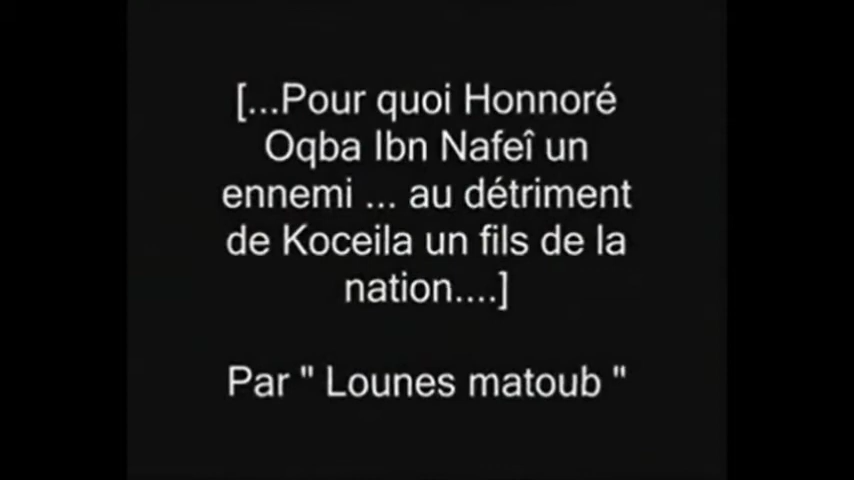 [...Pour quoi Honnoré
Oqba Ibn Nafeî un
ennemi ... au détriment
de Koceila un fils de la
nation....]
Par " Lounes matoub "